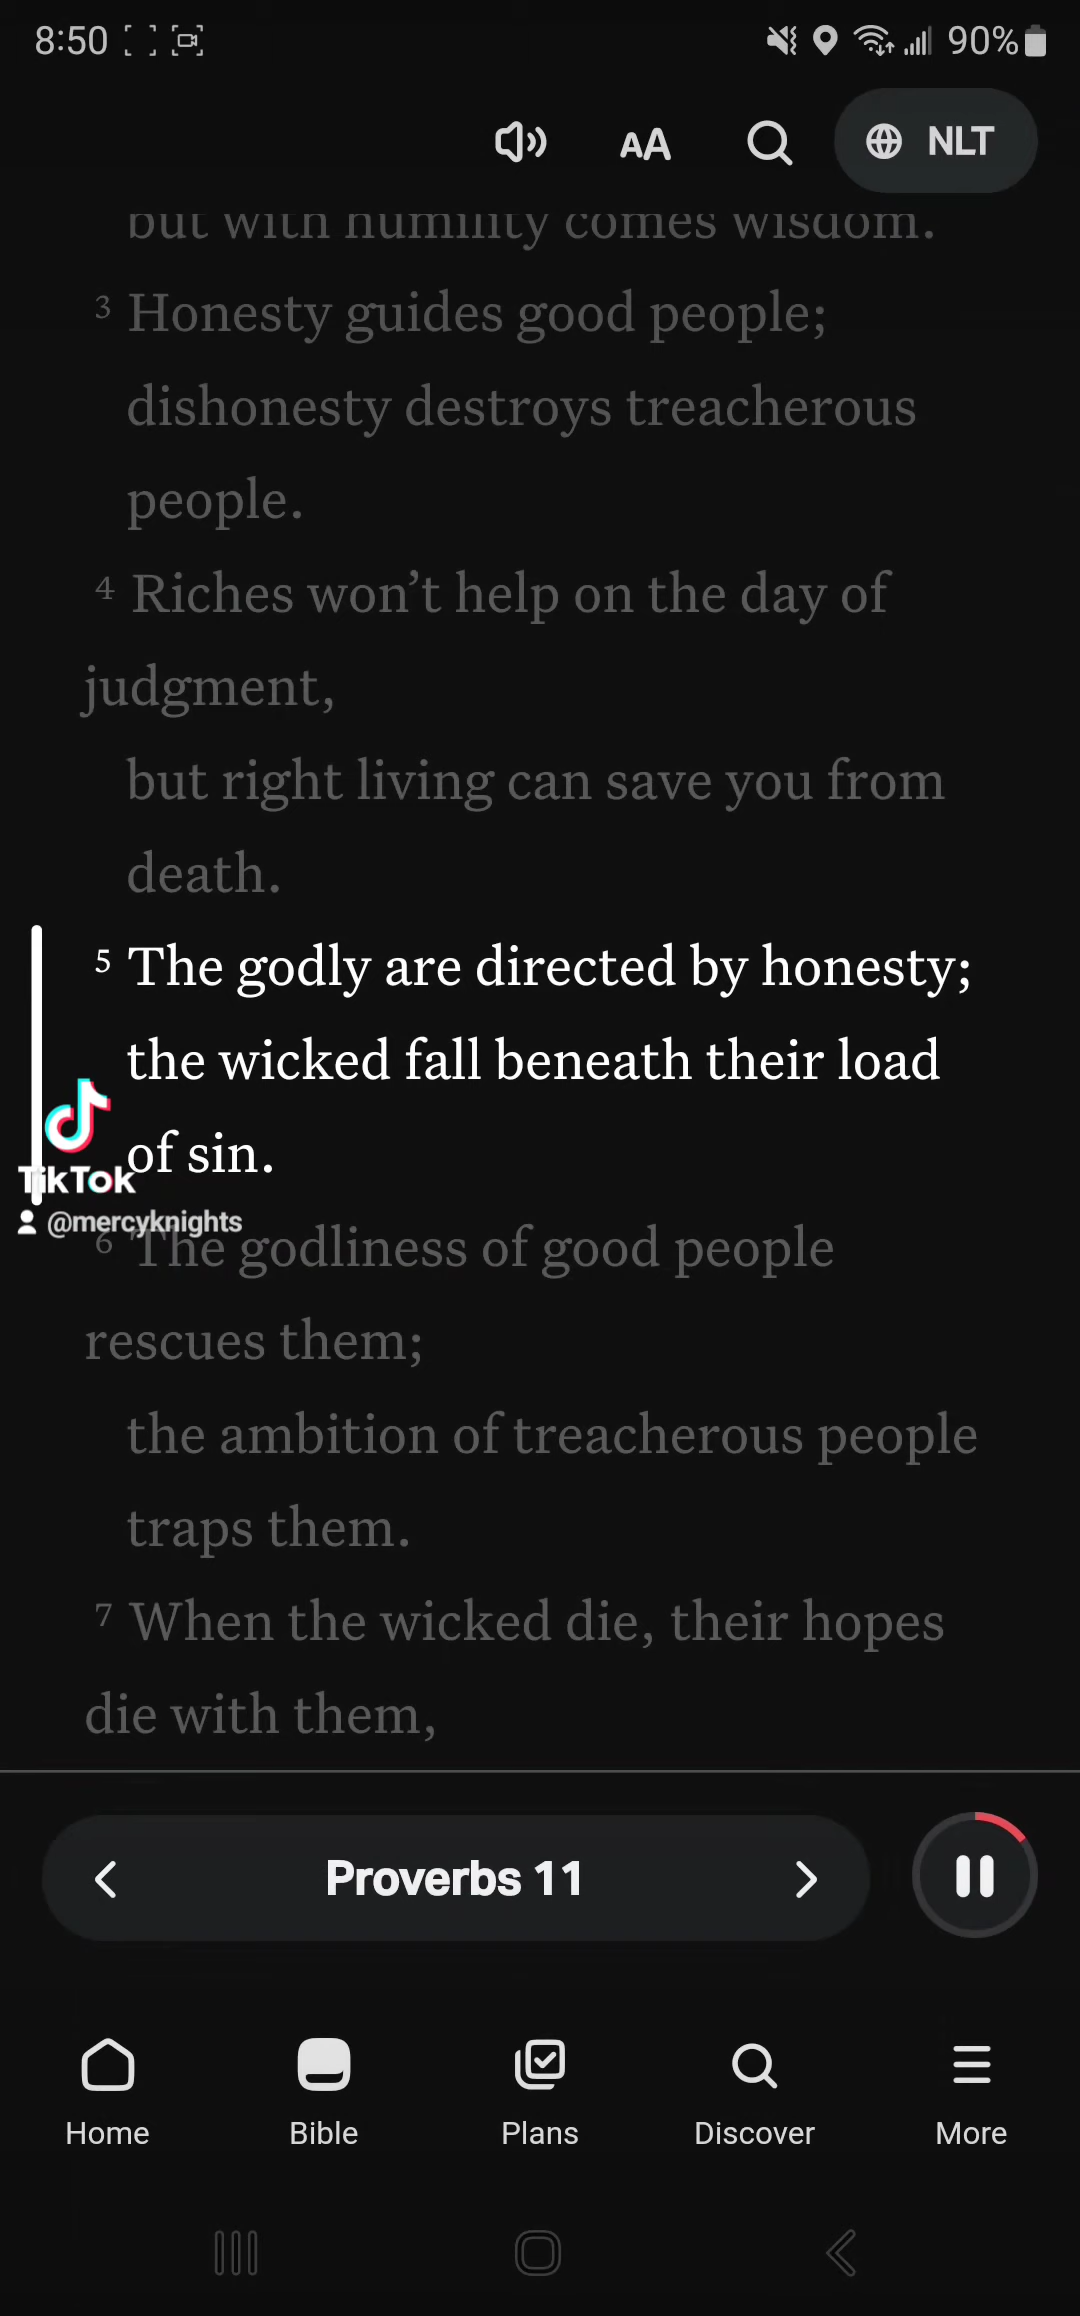 8:50
90%
NLT
but with humility comes wisdom.
3 Honesty guides good people;
dishonesty destroys treacherous
people.
4 Riches won’t help on the day of
judgment,
but right living can save you from
death.
5 The godly are directed by honesty;
the wicked fall beneath their load
of sin.
TikTok
@mercyknights
6 The godliness of good people
rescues them;
the ambition of treacherous people
traps them.
7 When the wicked die, their hopes
die with them,
Proverbs 11
Home Bible Plans Discover More